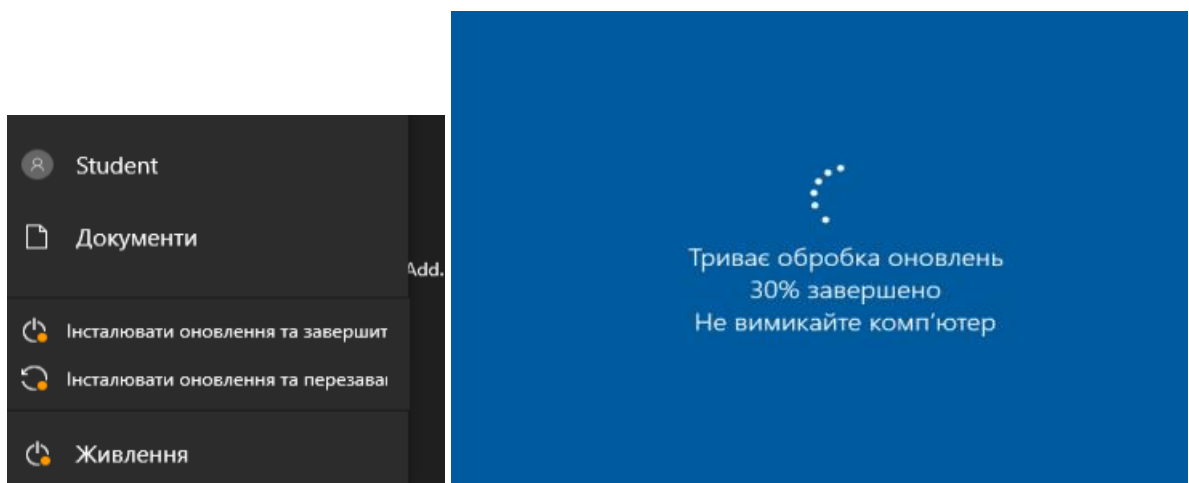 Student
Документи
Add.
Інсталювати оновлення та завершит
Інсталювати оновлення та перезава
Живлення
Триває обробка оновлень
30% завершено
Не вимикайте комп'ютер